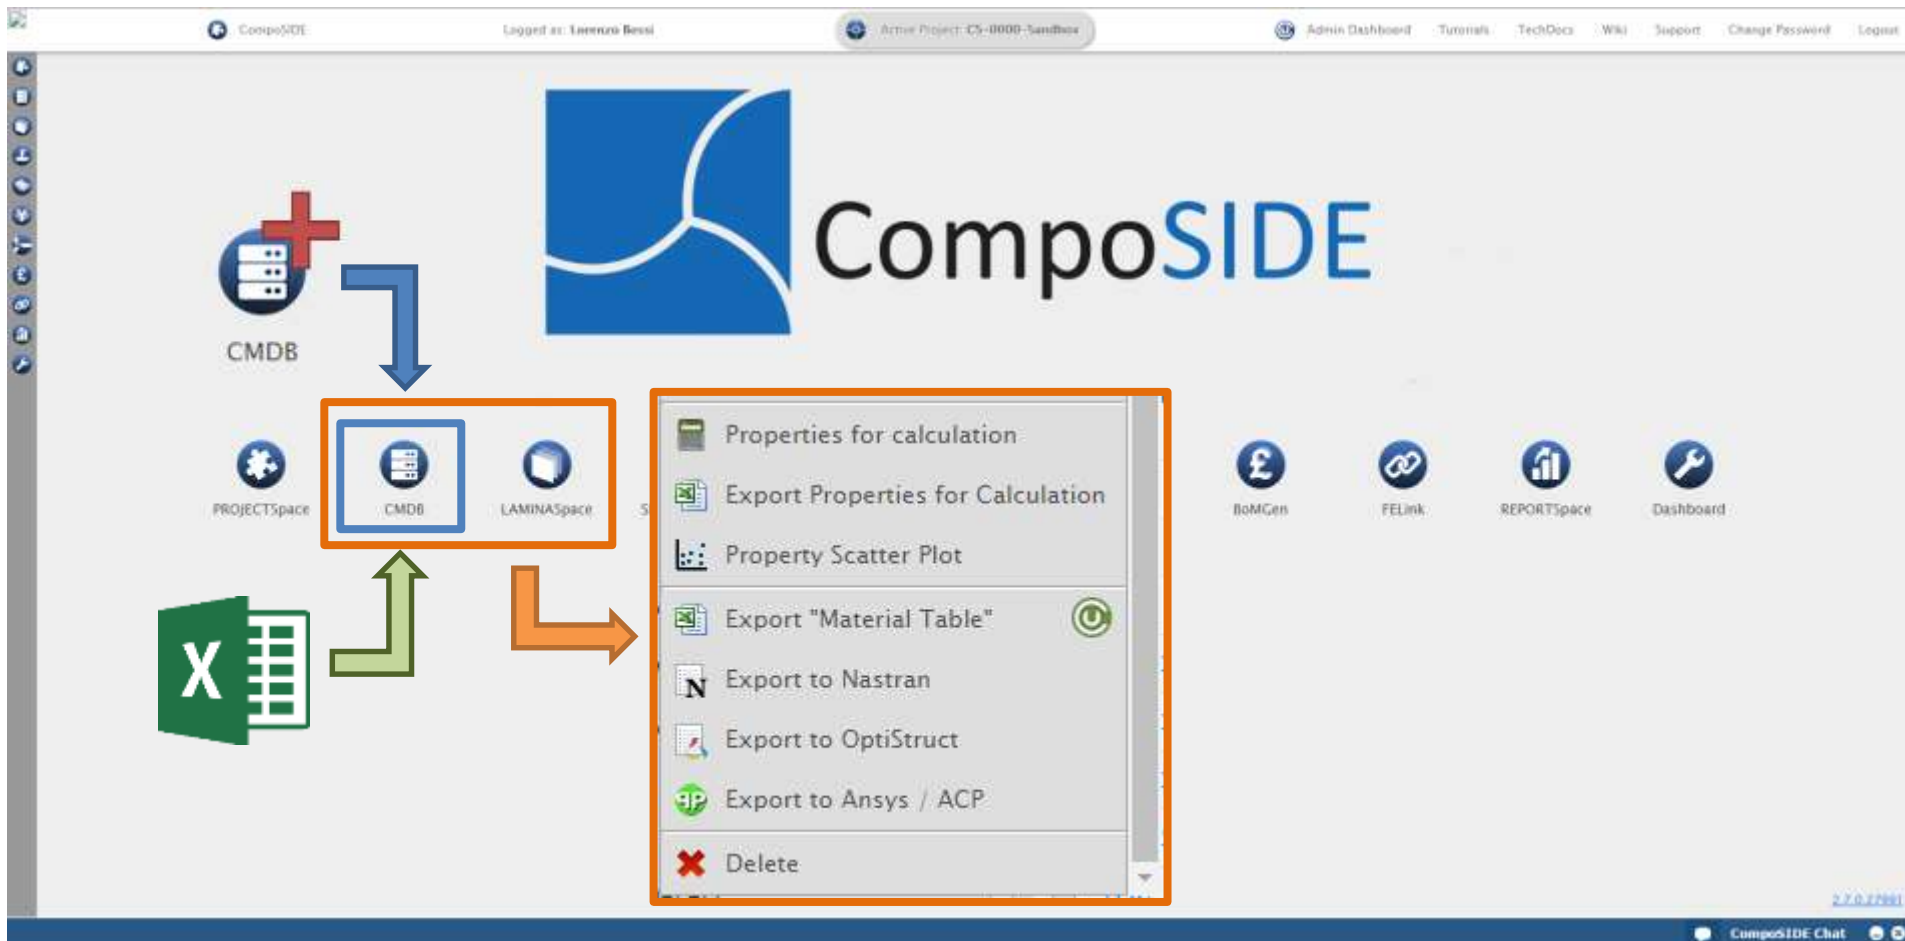 CompoSIDE
Logged as: Lorenzo Bossi
Active Project: CS-0000-Sandbox
Admin Dashboard
Tutorials
TechDocs
Wiki
Support
Change Password
Logout
CompoSIDE
CMDB
PROJECTSpace
CMDB
LAMINASpace
S
BoMGen
FELink
REPORTSpace
Dashboard
Properties for calculation
Export Properties for Calculation
Property Scatter Plot
Export "Material Table"
Export to Nastran
Export to OptiStruct
Export to Ansys / ACP
Delete
CompoSIDE Chat